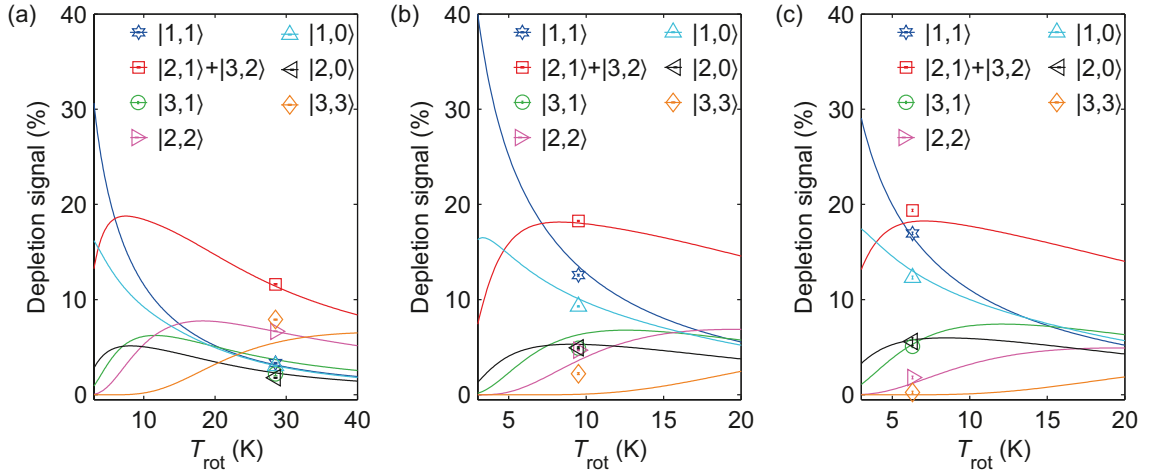 (a)
Depletion signal (%)
40
30
20
10
0
10 20 30 40
T_rot (K)
|1,1⟩ |1,0⟩
|2,1⟩+|3,2⟩ |2,0⟩
|3,1⟩ |3,3⟩
|2,2⟩
(b)
Depletion signal (%)
40
30
20
10
0
5 10 15 20
T_rot (K)
|1,1⟩ |1,0⟩
|2,1⟩+|3,2⟩ |2,0⟩
|3,1⟩ |3,3⟩
|2,2⟩
(c)
Depletion signal (%)
40
30
20
10
0
5 10 15 20
T_rot (K)
|1,1⟩ |1,0⟩
|2,1⟩+|3,2⟩ |2,0⟩
|3,1⟩ |3,3⟩
|2,2⟩